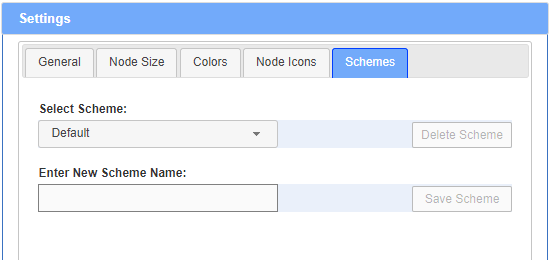 Settings
General Node Size Colors Node Icons Schemes
Select Scheme:
Default Delete Scheme
Enter New Scheme Name:
Save Scheme